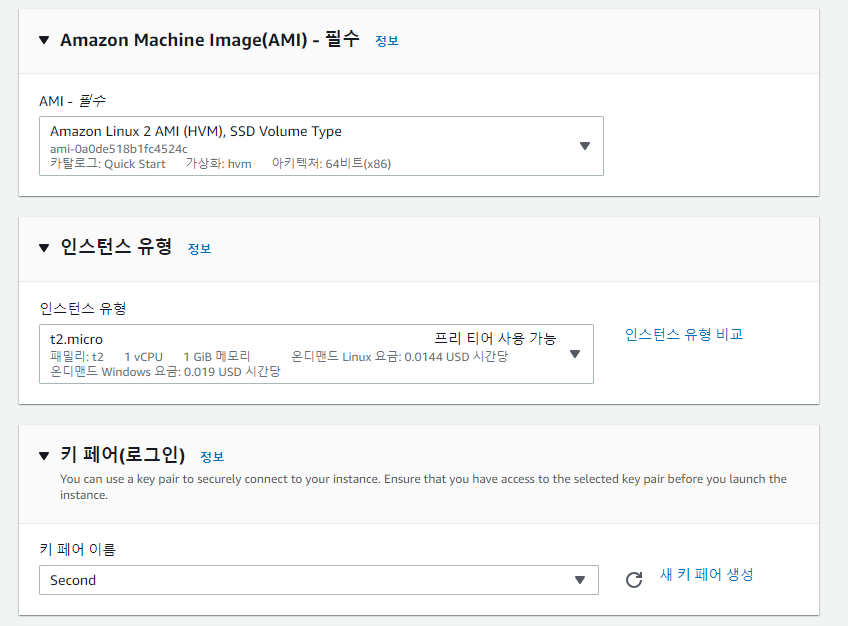 Amazon Machine Image(AMI) - 필수 정보
AMI - 필수
Amazon Linux 2 AMI (HVM), SSD Volume Type
ami-0a0de518b1fc4524c
카탈로그: Quick Start 가상화: hvm 아키텍처: 64비트(x86)
인스턴스 유형 정보
인스턴스 유형
t2.micro 프리 티어 사용 가능
패밀리: t2 1 vCPU 1 GiB 메모리 온디맨드 Linux 요금: 0.0144 USD 시간당
온디맨드 Windows 요금: 0.019 USD 시간당
인스턴스 유형 비교
키 페어(로그인) 정보
You can use a key pair to securely connect to your instance. Ensure that you have access to the selected key pair before you launch the
instance.
키 페어 이름
Second
새 키 페어 생성